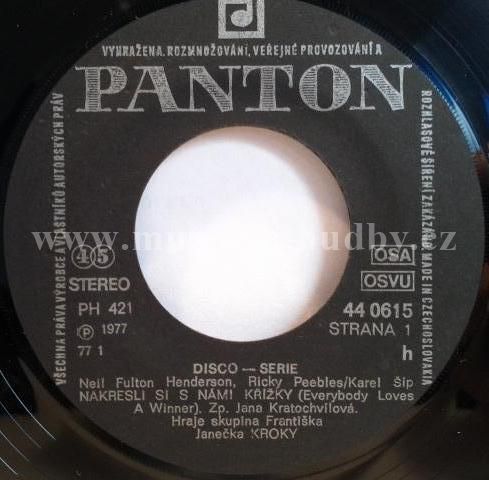 VYHRAŽENA. ROZMNOŽOVÁNÍ, VEŘEJNÉ PROVOZOVÁNÍ A
ROZHLASOVÉ ŠÍŘENÍ ZAKÁZÁNO MADE IN CZECHOSLOVAKIA
VŠECHNA PRÁVA VÝROBCE A VLASTNÍKŮ AUTORSKÝCH PRÁV
PANTON
45
STEREO
PH 421
P 1977
77 1
OSA
OSVU
44 0615
STRANA 1
h
DISCO — SERIE
Neil Fulton Henderson, Ricky Peebles/Karel Šíp
NAKRESLI SI S NÁMI KŘÍŽKY (Everybody Loves
A Winner). Zp. Jana Kratochvílová.
Hraje skupina Františka
Janečka KROKY